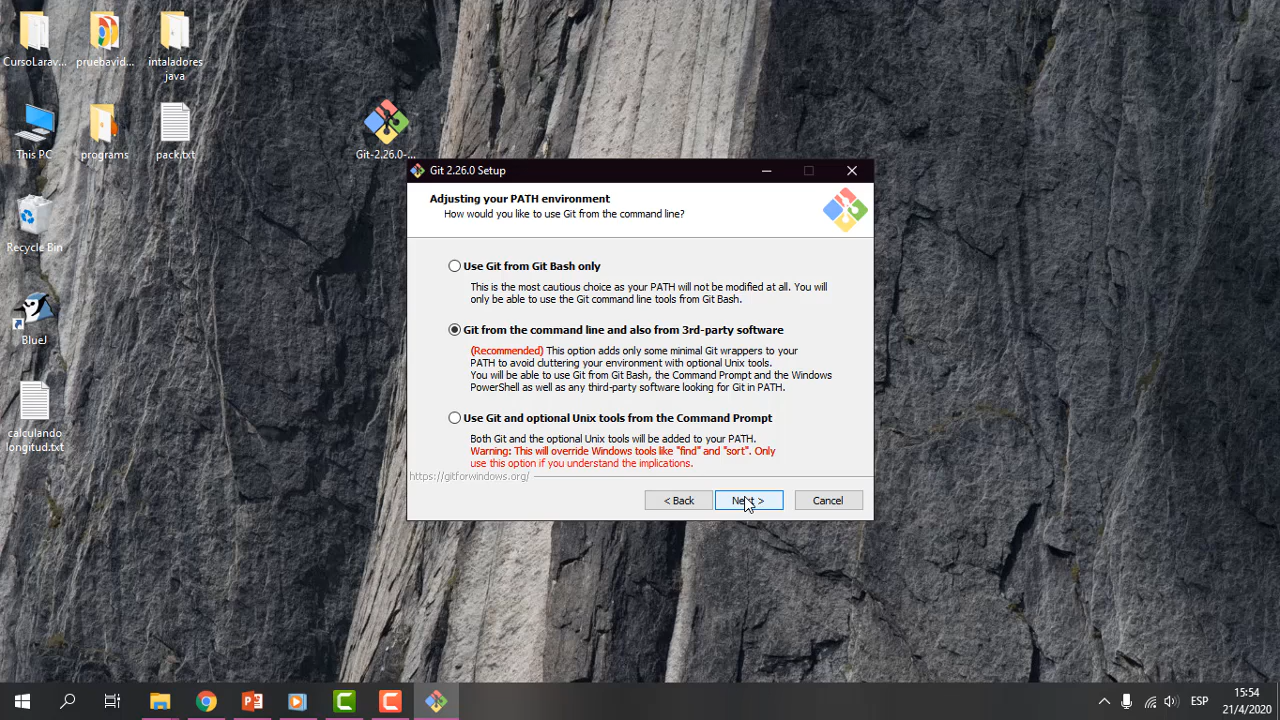 CursoLarav...
pruebavid...
intaladores
java
This PC
programs
pack.txt
Git-2.26.0-...
Recycle Bin
BlueJ
calculando
longitud.txt
Git 2.26.0 Setup
Adjusting your PATH environment
How would you like to use Git from the command line?
Use Git from Git Bash only
This is the most cautious choice as your PATH will not be modified at all. You will
only be able to use the Git command line tools from Git Bash.
Git from the command line and also from 3rd-party software
(Recommended) This option adds only some minimal Git wrappers to your
PATH to avoid cluttering your environment with optional Unix tools.
You will be able to use Git from Git Bash, the Command Prompt and the Windows
PowerShell as well as any third-party software looking for Git in PATH.
Use Git and optional Unix tools from the Command Prompt
Both Git and the optional Unix tools will be added to your PATH.
Warning: This will override Windows tools like "find" and "sort". Only
use this option if you understand the implications.
https://gitforwindows.org/
< Back
Next >
Cancel
ESP
15:54
21/4/2020